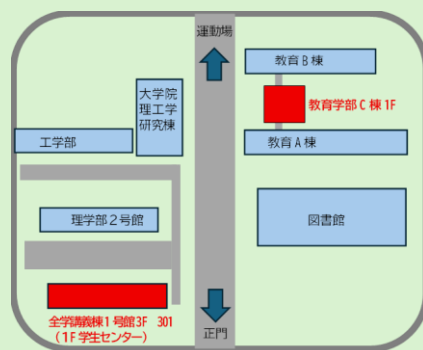 運動場
教育B棟
大学院
理工学
研究棟
教育学部C棟1F
工学部
教育A棟
理学部2号館
図書館
全学講義棟1号館3F 301
(1F学生センター)
正門